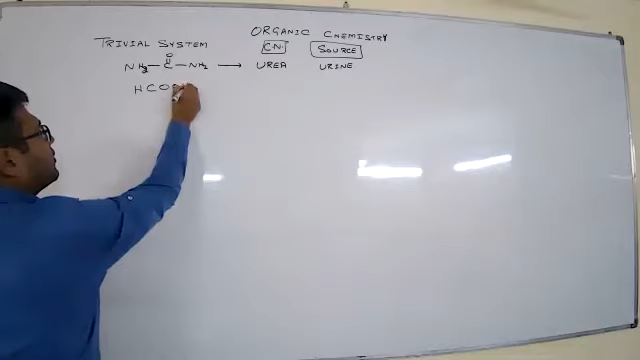 ORGANIC CHEMISTRY
TRIVIAL SYSTEM C.N. SOURCE
O
NH2 — C — NH2 → UREA URINE
HCO